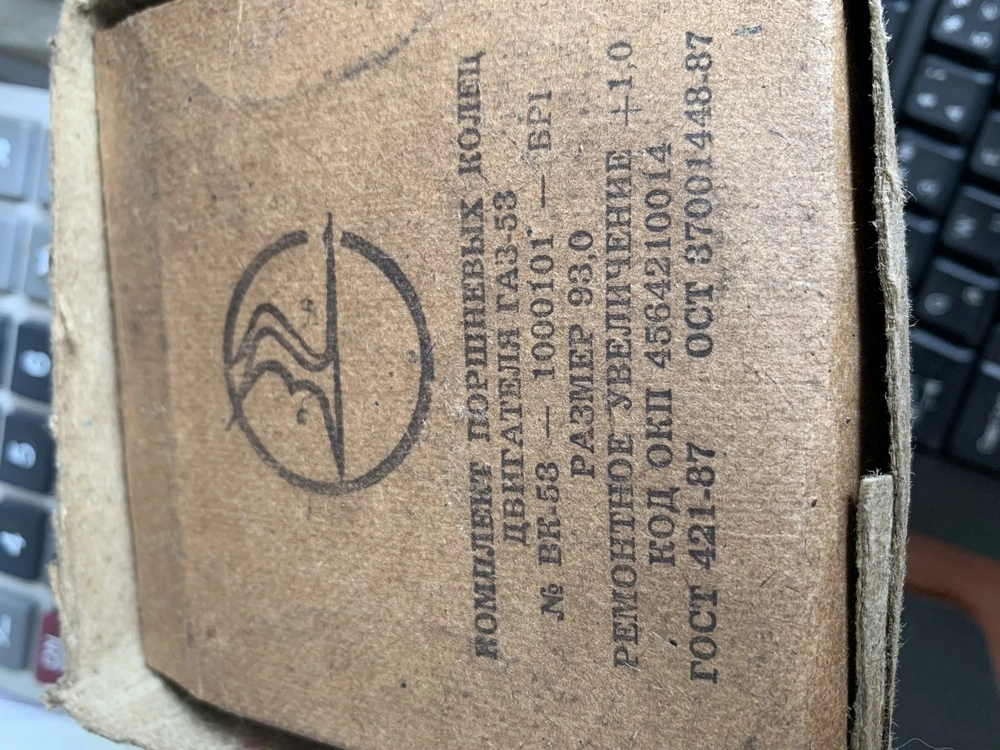 КОМПЛЕКТ ПОРШНЕВЫХ КОЛЕЦ
ДВИГАТЕЛЯ ГАЗ-53
№ ВК-53 — 1000101 — БР1
РАЗМЕР 93,0
РЕМОНТНОЕ УВЕЛИЧЕНИЕ +1,0
КОД ОКП 4564210014
ГОСТ 421-87 ОСТ 37001448-87